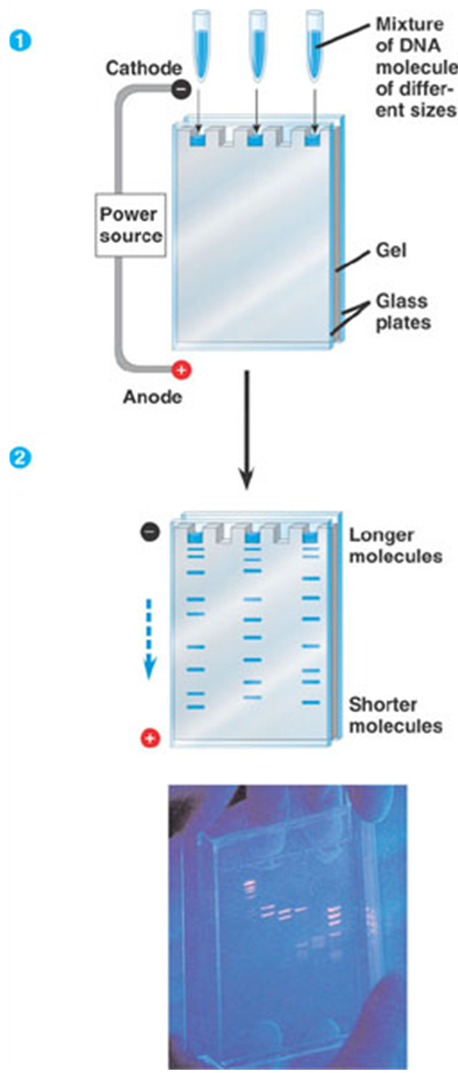 1
Mixture
of DNA
molecule
of differ-
ent sizes
Cathode
−
Power
source
Gel
Glass
plates
+
Anode
2
−
Longer
molecules
Shorter
molecules
+